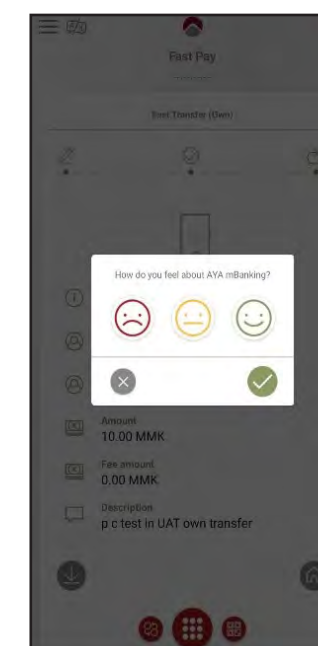 Fast Pay
Fast Transfer (Own)
How do you feel about AYA mBanking?
Amount
10.00 MMK
Fee amount
0.00 MMK
Description
p c test in UAT own transfer